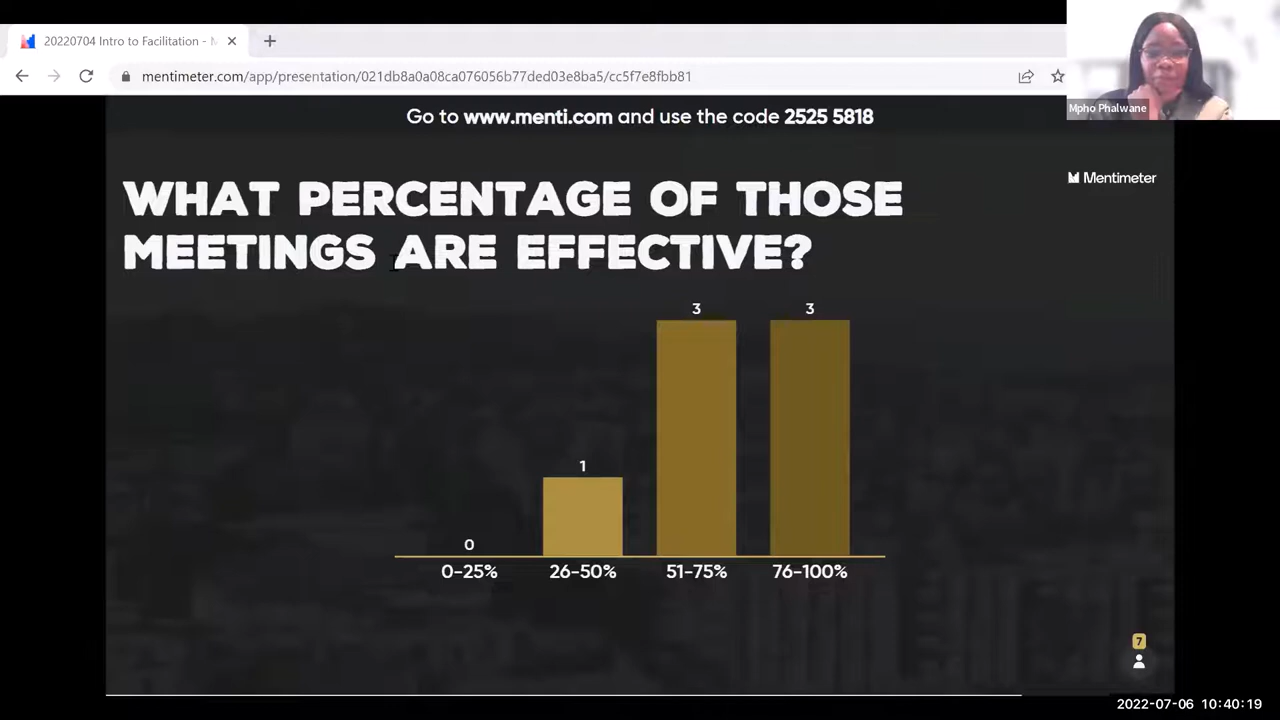 20220704 Intro to Facilitation -
mentimeter.com/app/presentation/021db8a0a08ca076056b77ded03e8ba5/cc5f7e8fbb81
Mpho Phalwane
Go to www.menti.com and use the code 2525 5818
Mentimeter
WHAT PERCENTAGE OF THOSE
MEETINGS ARE EFFECTIVE?
0 1 3 3
0-25% 26-50% 51-75% 76-100%
7
2022-07-06 10:40:19